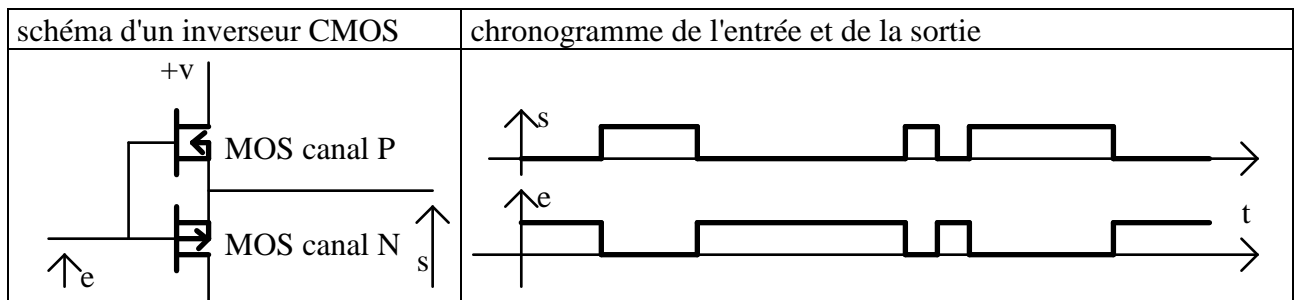 schéma d'un inverseur CMOS
chronogramme de l'entrée et de la sortie
+v
MOS canal P
MOS canal N
e
s
s
e
t